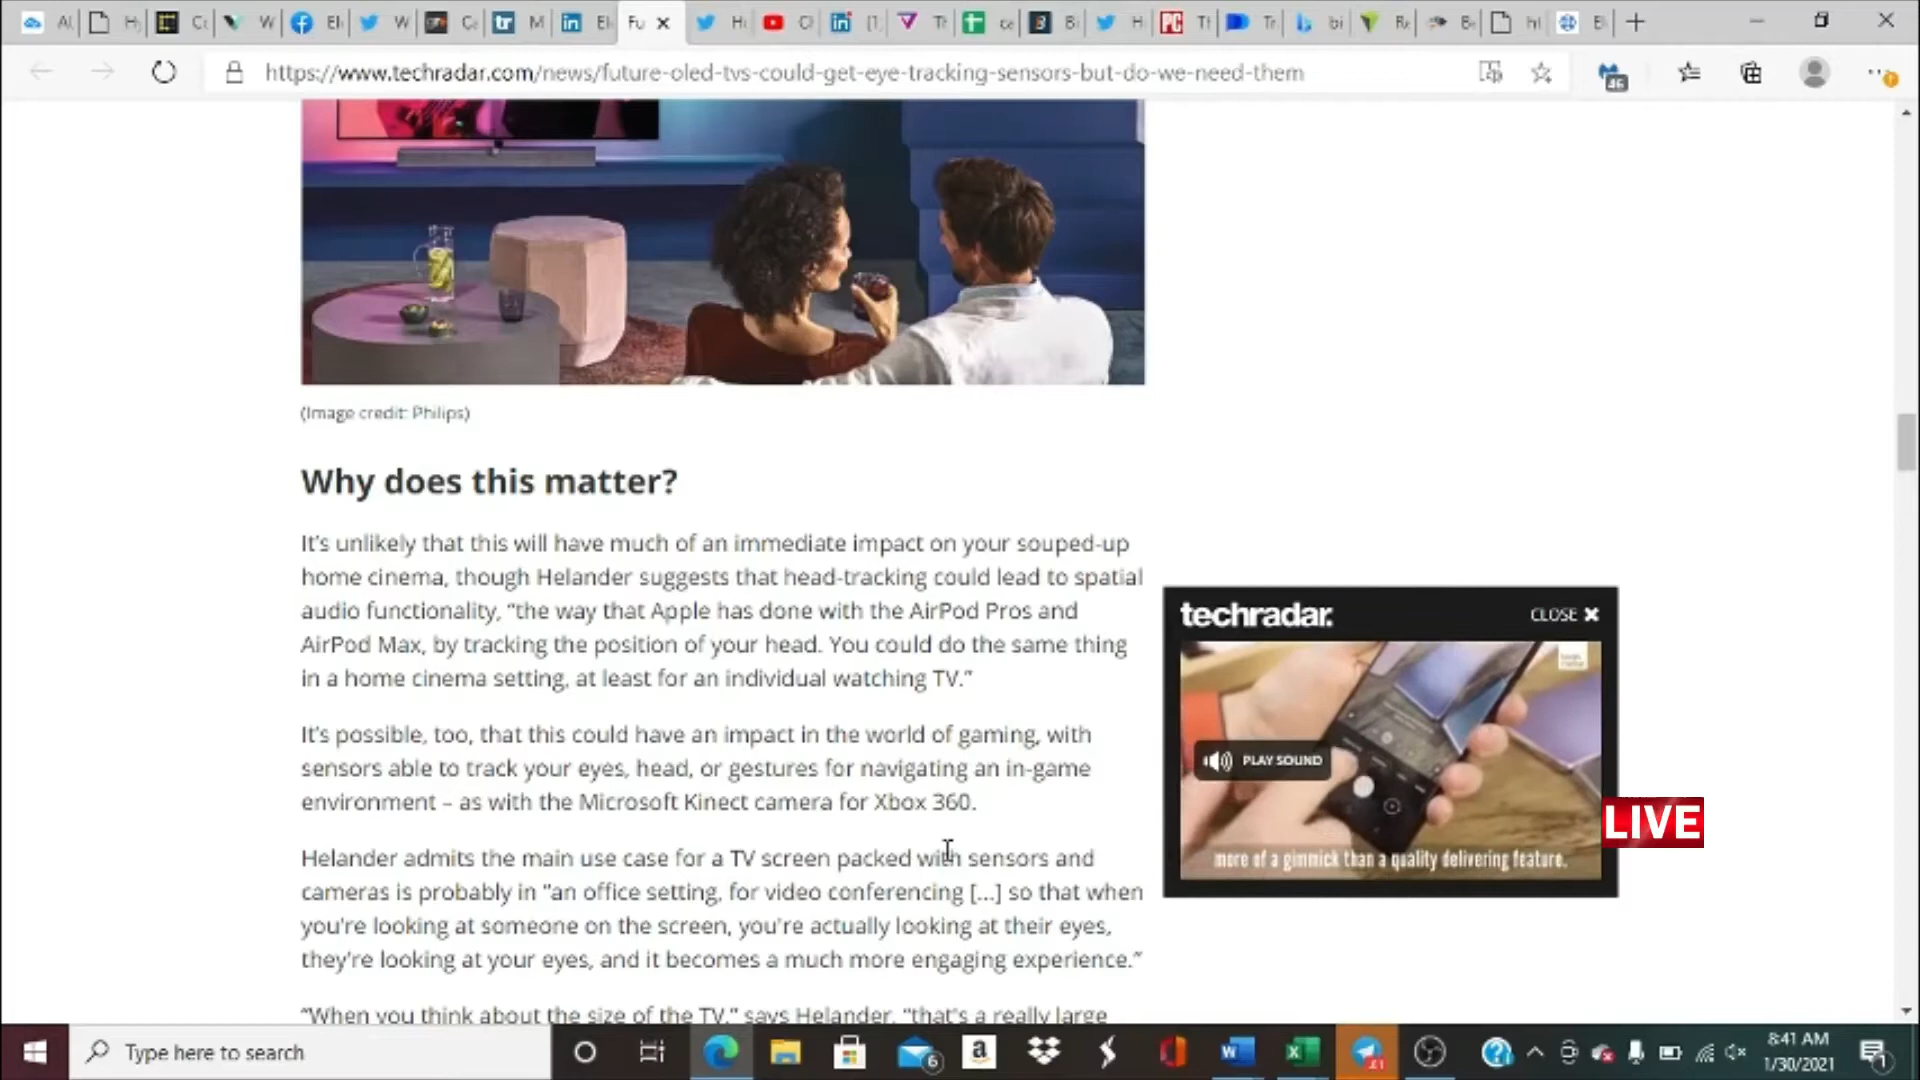 https://www.techradar.com/news/future-oled-tvs-could-get-eye-tracking-sensors-but-do-we-need-them
46
(Image credit: Philips)
Why does this matter?
It's unlikely that this will have much of an immediate impact on your souped-up
home cinema, though Helander suggests that head-tracking could lead to spatial
audio functionality, “the way that Apple has done with the AirPod Pros and
AirPod Max, by tracking the position of your head. You could do the same thing
in a home cinema setting, at least for an individual watching TV.”
It's possible, too, that this could have an impact in the world of gaming, with
sensors able to track your eyes, head, or gestures for navigating an in-game
environment – as with the Microsoft Kinect camera for Xbox 360.
Helander admits the main use case for a TV screen packed with sensors and
cameras is probably in "an office setting, for video conferencing [...] so that when
you're looking at someone on the screen, you're actually looking at their eyes,
they're looking at your eyes, and it becomes a much more engaging experience.”
“When you think about the size of the TV,” says Helander, “that's a really large
techradar.
CLOSE
PLAY SOUND
more of a gimmick than a quality delivering feature.
LIVE
Type here to search
8:41 AM
1/30/2021